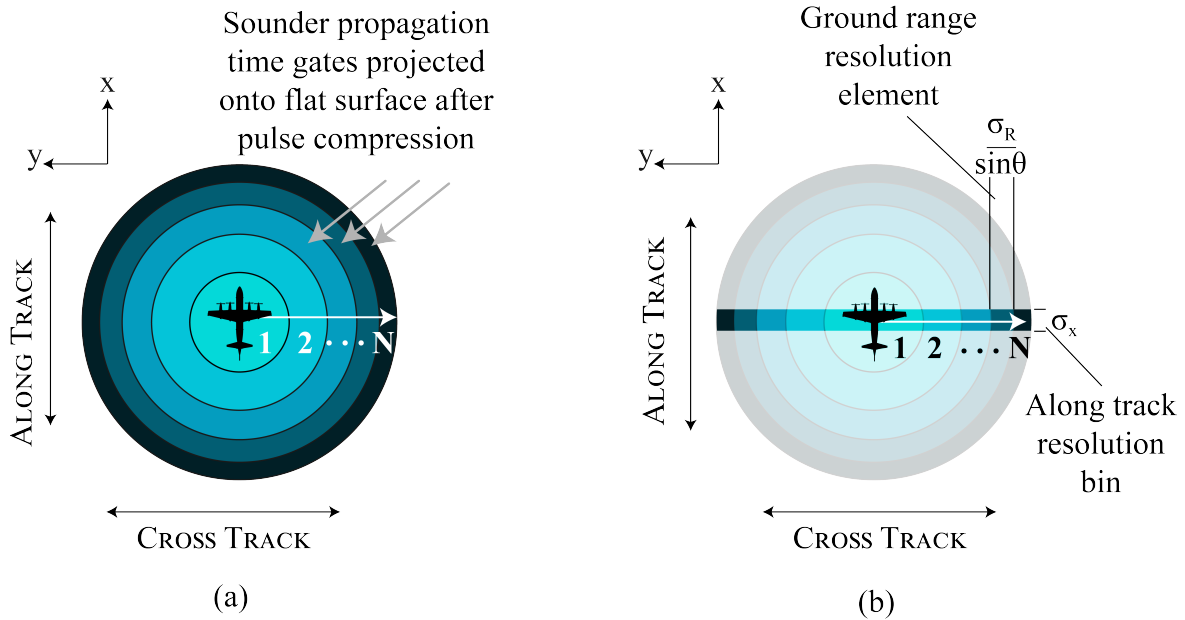 Sounder propagation
time gates projected
onto flat surface after
pulse compression
x
y
ALONG TRACK
1 2 · · · N
CROSS TRACK
(a)
Ground range
resolution
element
x
y
σR
sinθ
ALONG TRACK
1 2 · · · N
σx
Along track
resolution
bin
CROSS TRACK
(b)